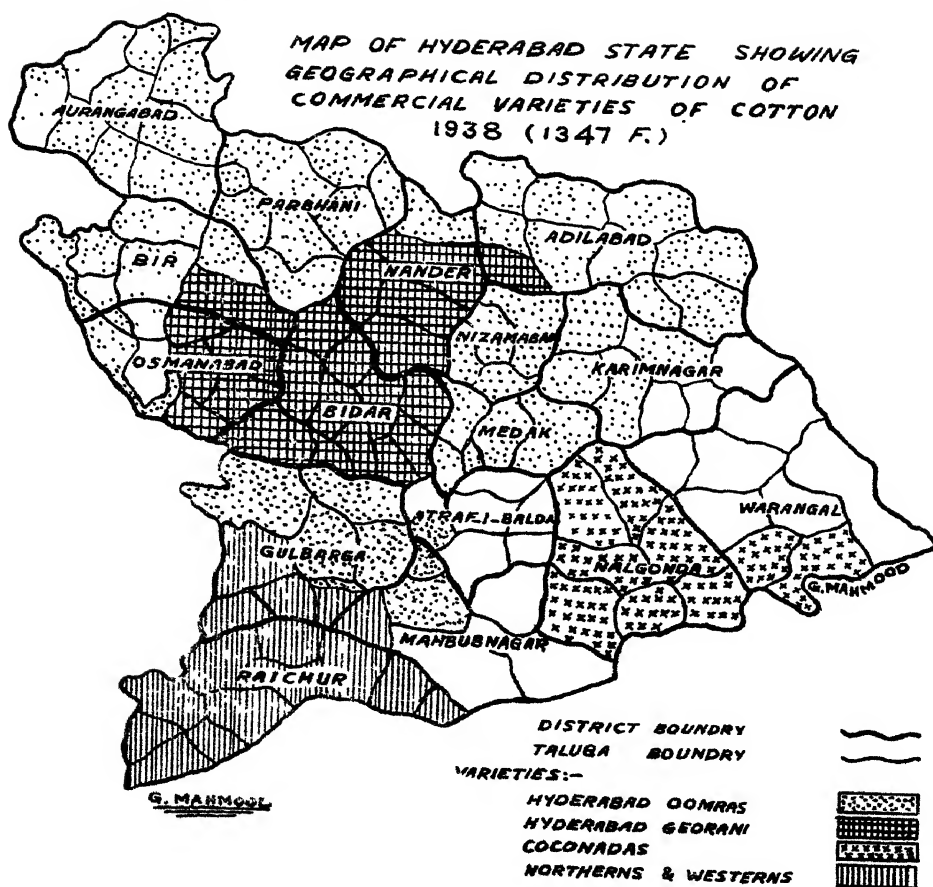 MAP OF HYDERABAD STATE SHOWING
GEOGRAPHICAL DISTRIBUTION OF
COMMERCIAL VARIETIES OF COTTON
1938 (1347 F.)
AURANGABAD
PARBHANI
ADILABAD
BIR
NANDER
NIZAMABAD
OSMANABAD
KARIMNAGAR
BIDAR
MEDAK
ATRAF-I-BALDA
WARANGAL
GULBARGA
NALGONDA
G. MAHMOOD
MAHBUBNAGAR
RAICHUR
DISTRICT BOUNDRY
TALUGA BOUNDRY
VARIETIES:-
G. MAHMOOD
HYDERABAD OOMRAS
HYDERABAD GEORANI
COCONADAS
NORTHERNS & WESTERNS